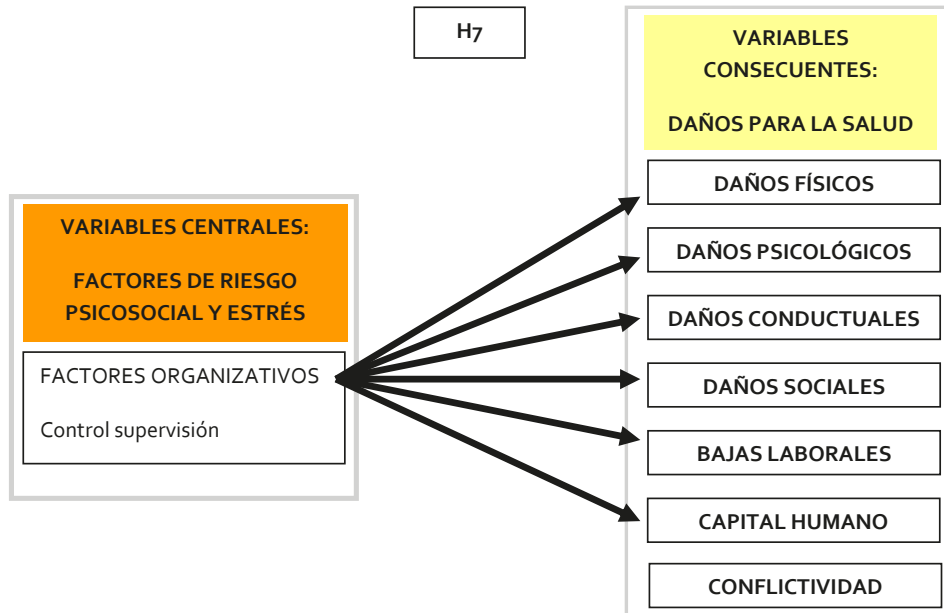 H7
VARIABLES CENTRALES:
FACTORES DE RIESGO
PSICOSOCIAL Y ESTRÉS
FACTORES ORGANIZATIVOS
Control supervisión
VARIABLES
CONSECUENTES:
DAÑOS PARA LA SALUD
DAÑOS FÍSICOS
DAÑOS PSICOLÓGICOS
DAÑOS CONDUCTUALES
DAÑOS SOCIALES
BAJAS LABORALES
CAPITAL HUMANO
CONFLICTIVIDAD